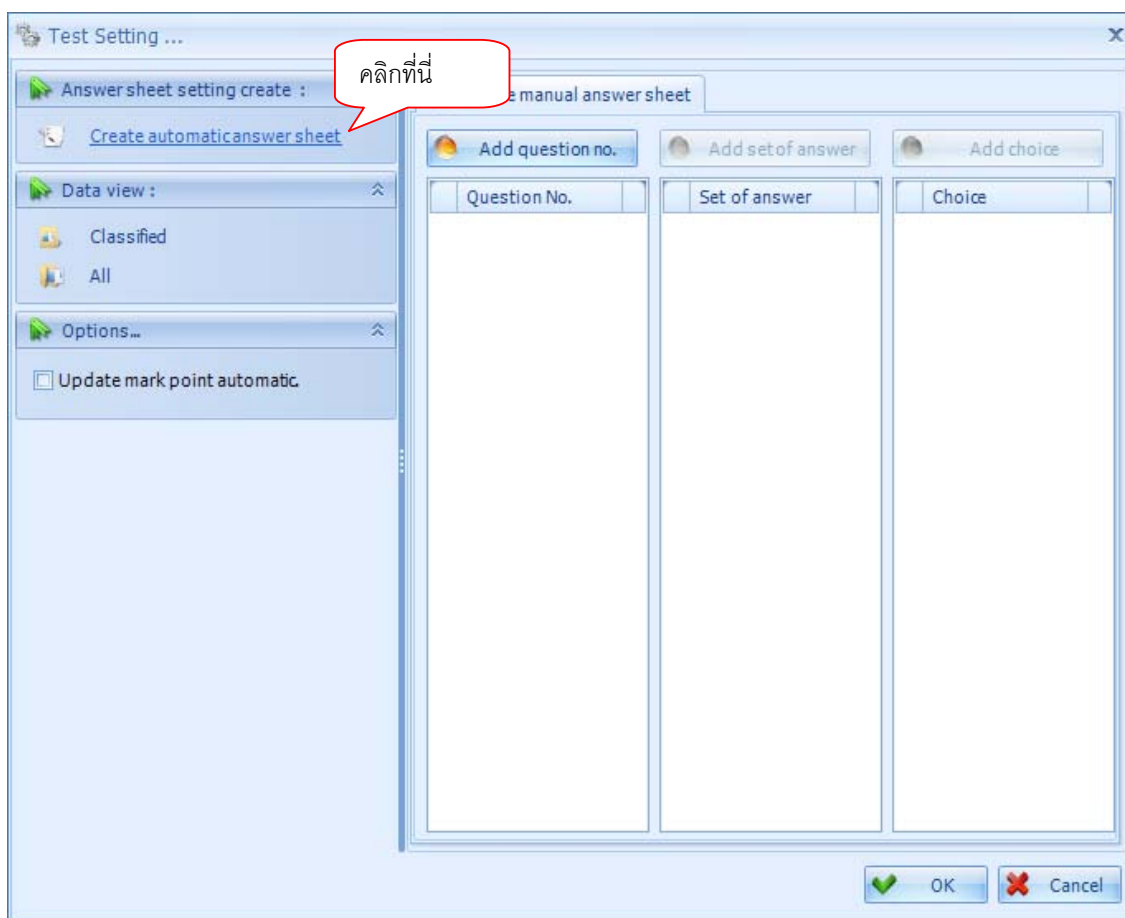 Test Setting ...
คลิกที่นี่
Answer sheet setting create :
Create automatic answer sheet
Data view :
Classified
All
Options...
Update mark point automatic.
manual answer sheet
Add question no.
Add set of answer
Add choice
Question No.
Set of answer
Choice
OK
Cancel